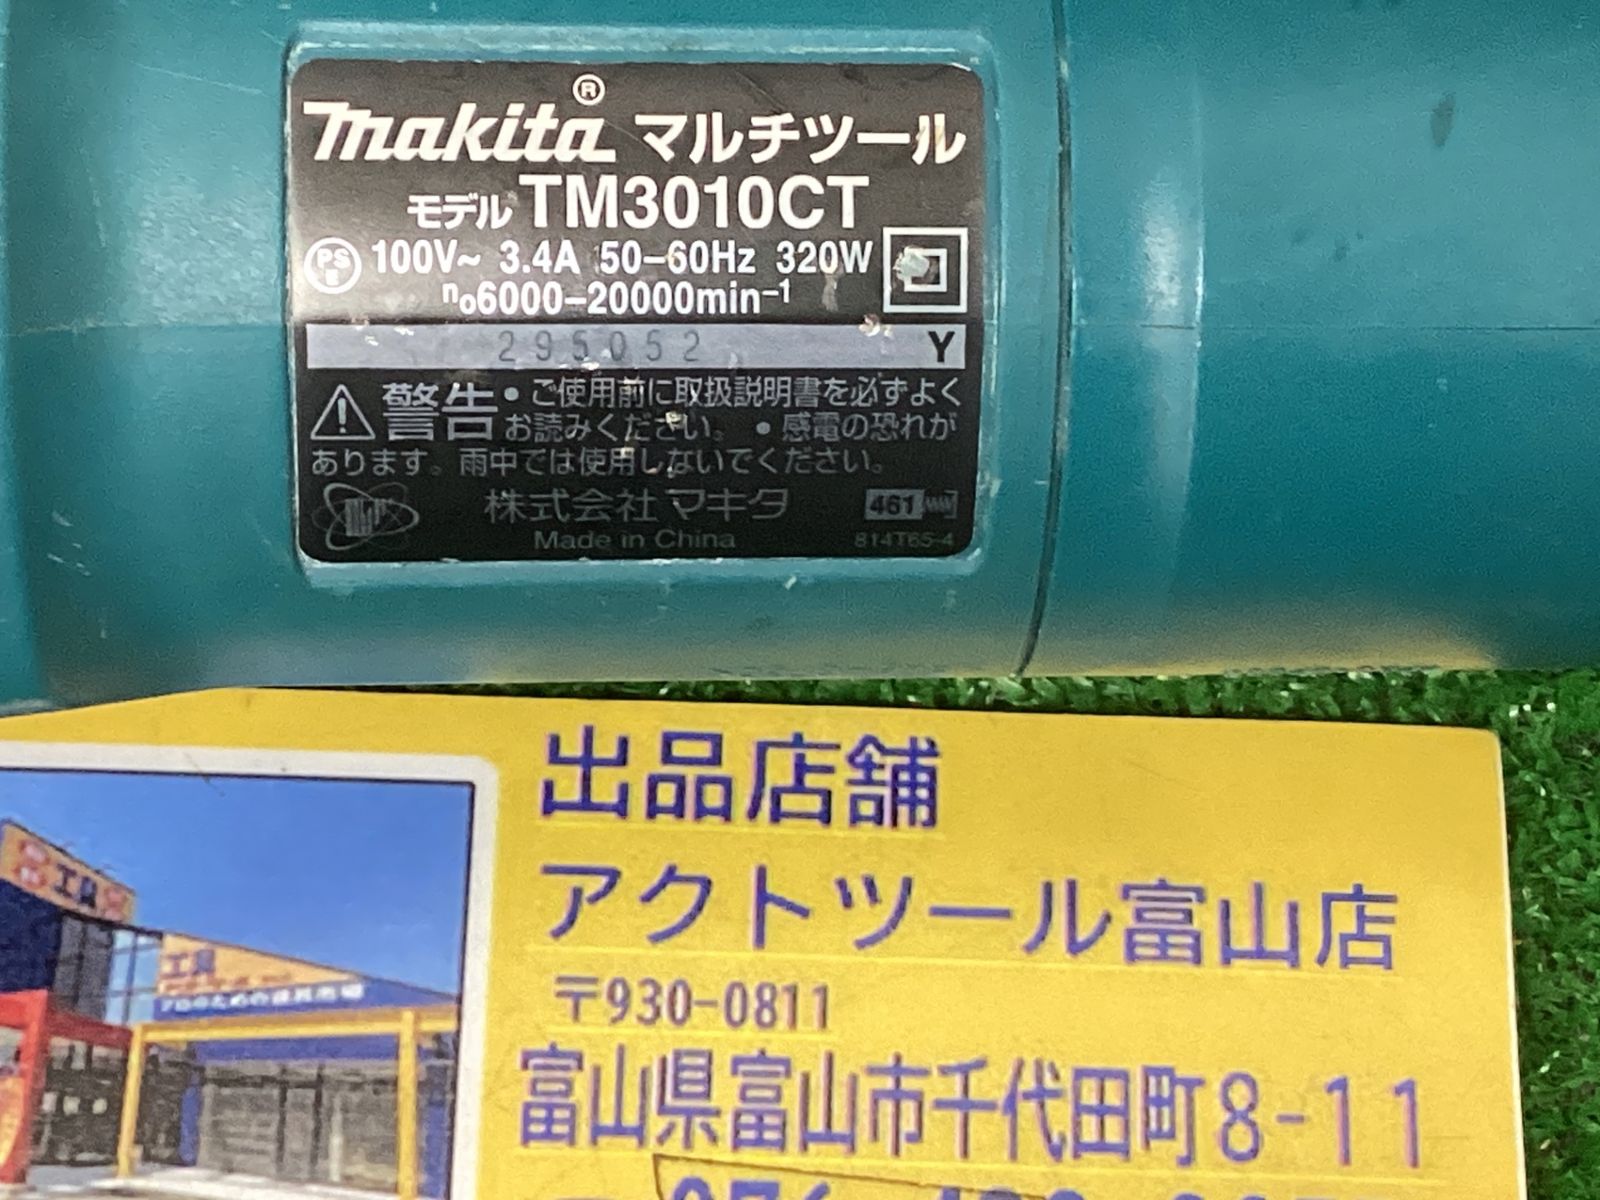 makita® マルチツール
モデル TM3010CT
PS E 100V~ 3.4A 50-60Hz 320W
n₀6000-20000min⁻¹
295052 Y
⚠警告 ・ご使用前に取扱説明書を必ずよく
お読みください。・感電の恐れが
あります。雨中では使用しないでください。
株式会社マキタ 461
Made in China 814T65-4
出品店舗
アクトツール富山店
〒930-0811
富山県富山市千代田町8-11
工具
工具